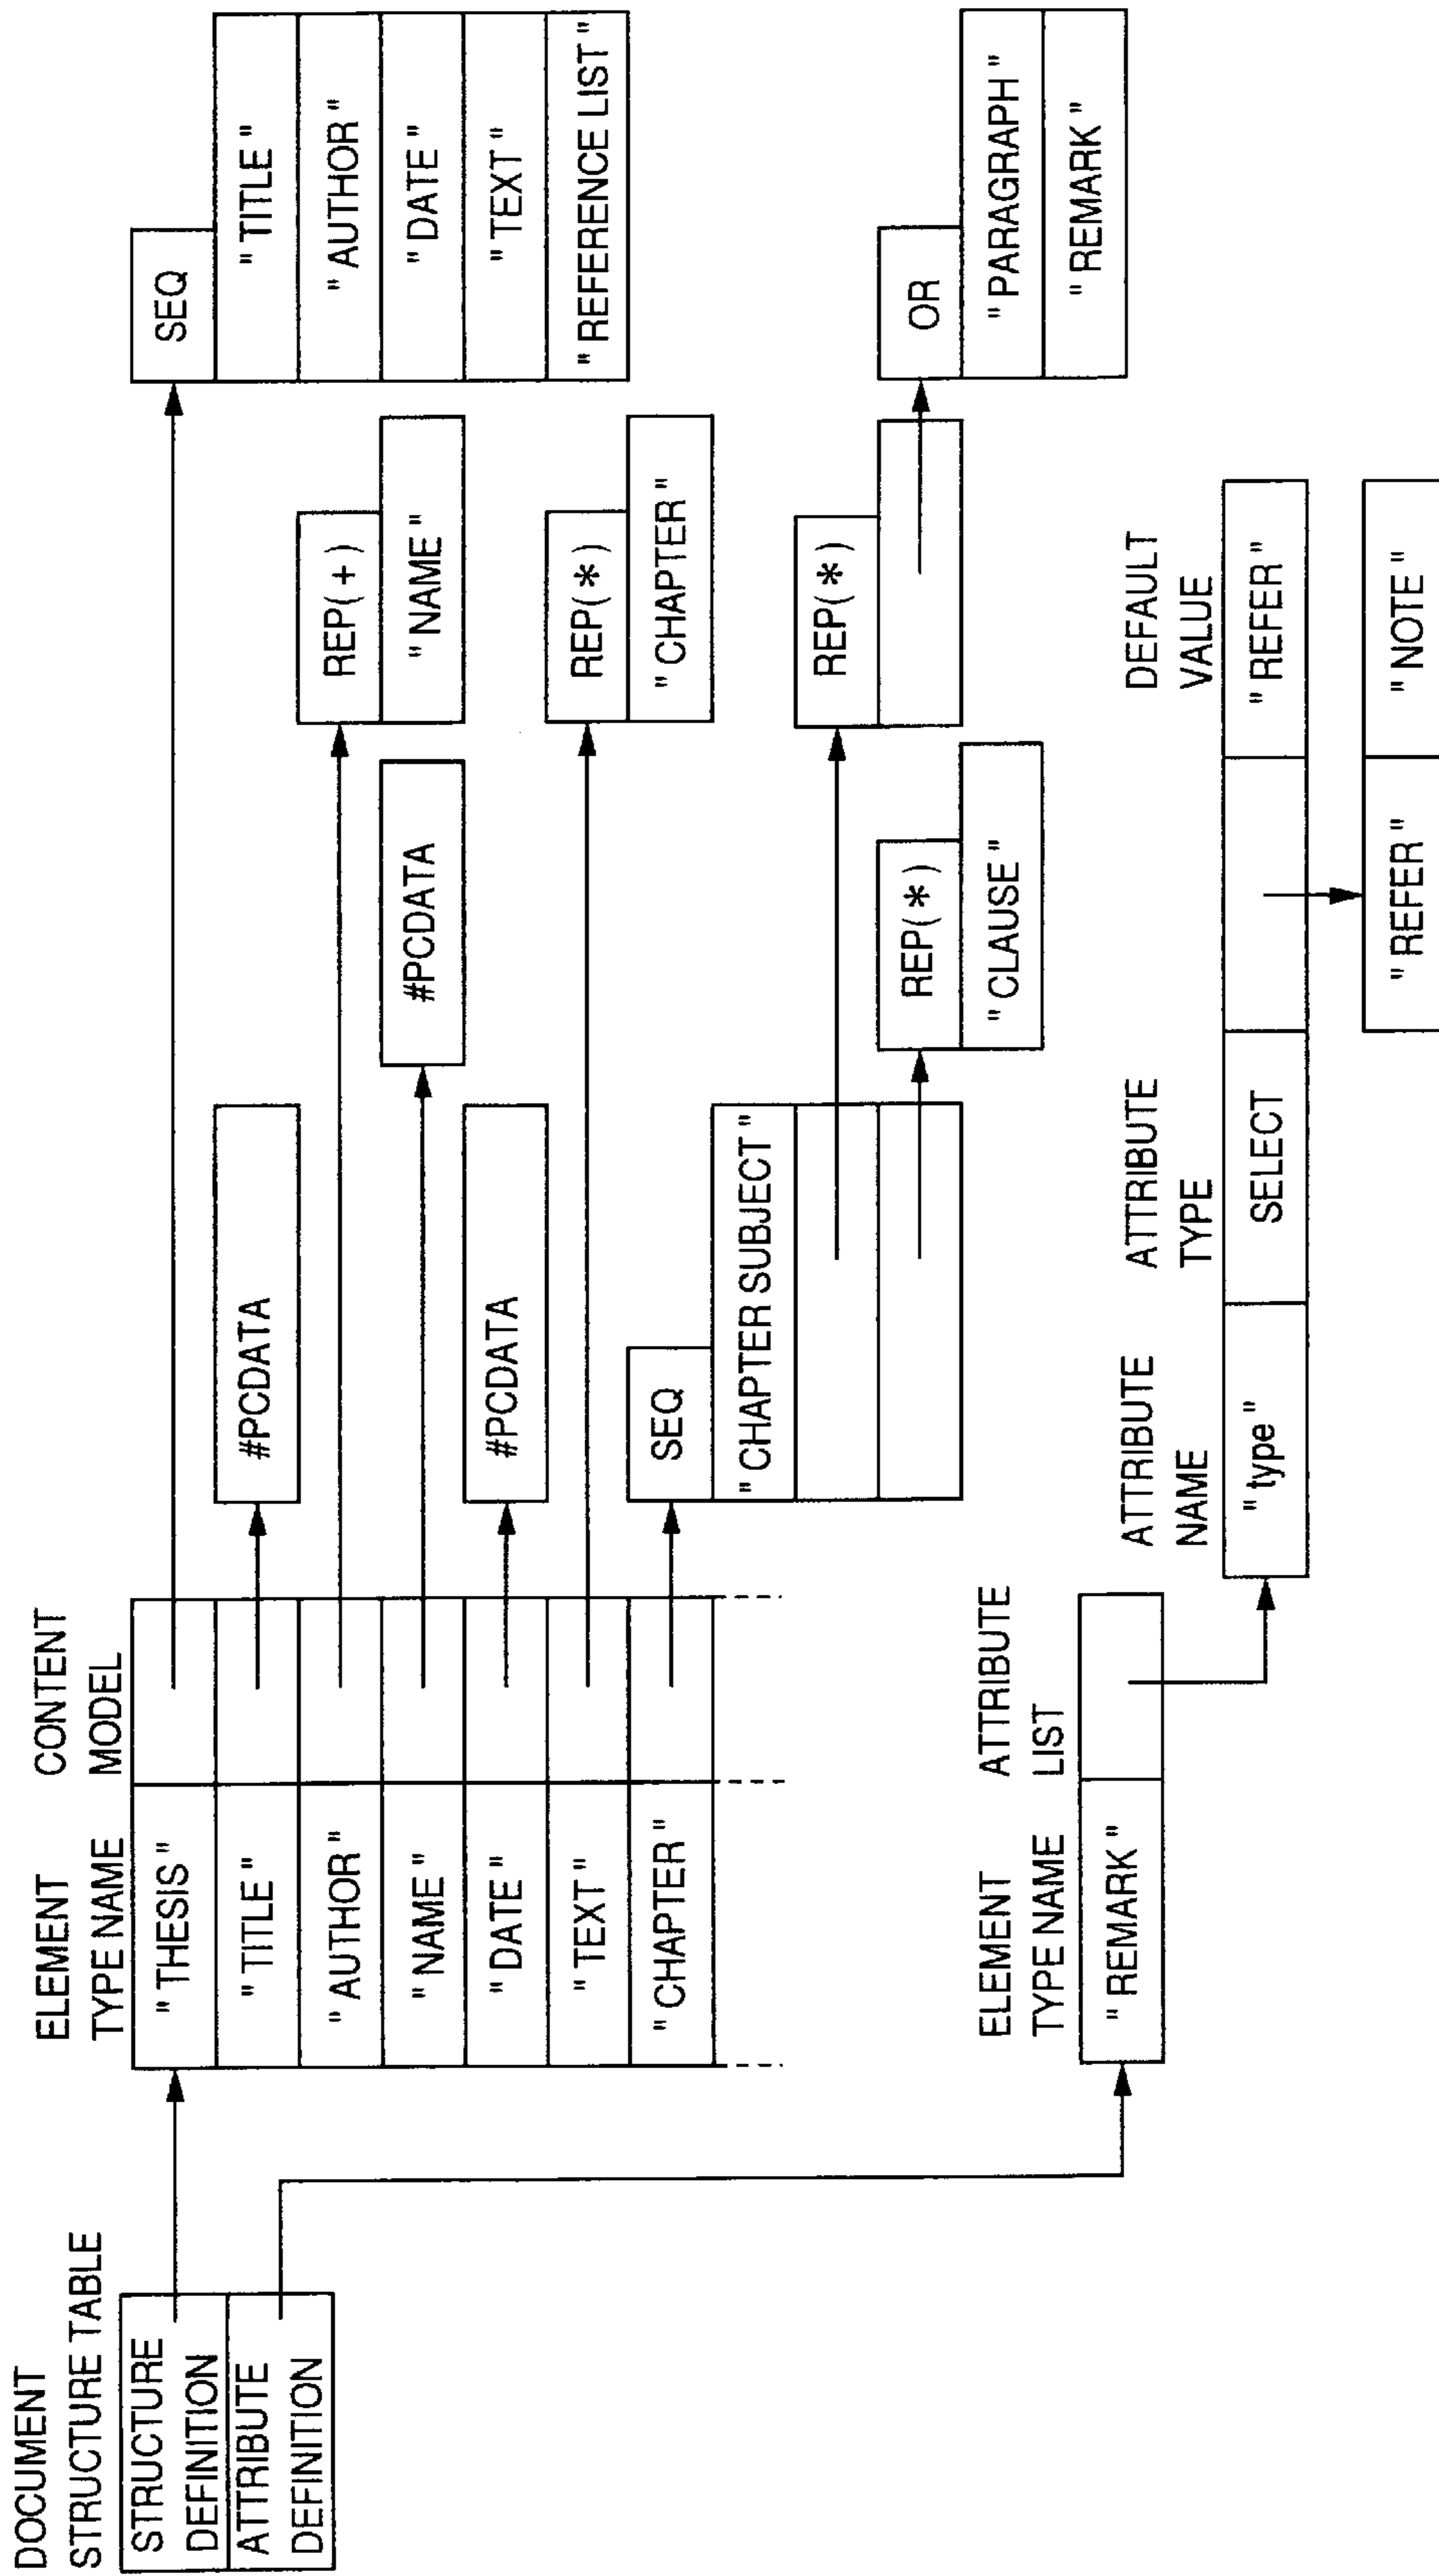 DOCUMENT
STRUCTURE TABLE
STRUCTURE
DEFINITION
ATTRIBUTE
DEFINITION
ELEMENT
TYPE NAME
CONTENT
MODEL
" THESIS "
" TITLE "
" AUTHOR "
" NAME "
" DATE "
" TEXT "
" CHAPTER "
SEQ
" TITLE "
" AUTHOR "
" DATE "
" TEXT "
" REFERENCE LIST "
#PCDATA
REP( + )
" NAME "
#PCDATA
#PCDATA
REP( * )
" CHAPTER "
SEQ
" CHAPTER SUBJECT "
REP( * )
OR
" PARAGRAPH "
" REMARK "
REP( * )
" CLAUSE "
ELEMENT
TYPE NAME
ATTRIBUTE
LIST
" REMARK "
ATTRIBUTE
NAME
ATTRIBUTE
TYPE
DEFAULT
VALUE
" type "
SELECT
" REFER "
" REFER "
" NOTE "